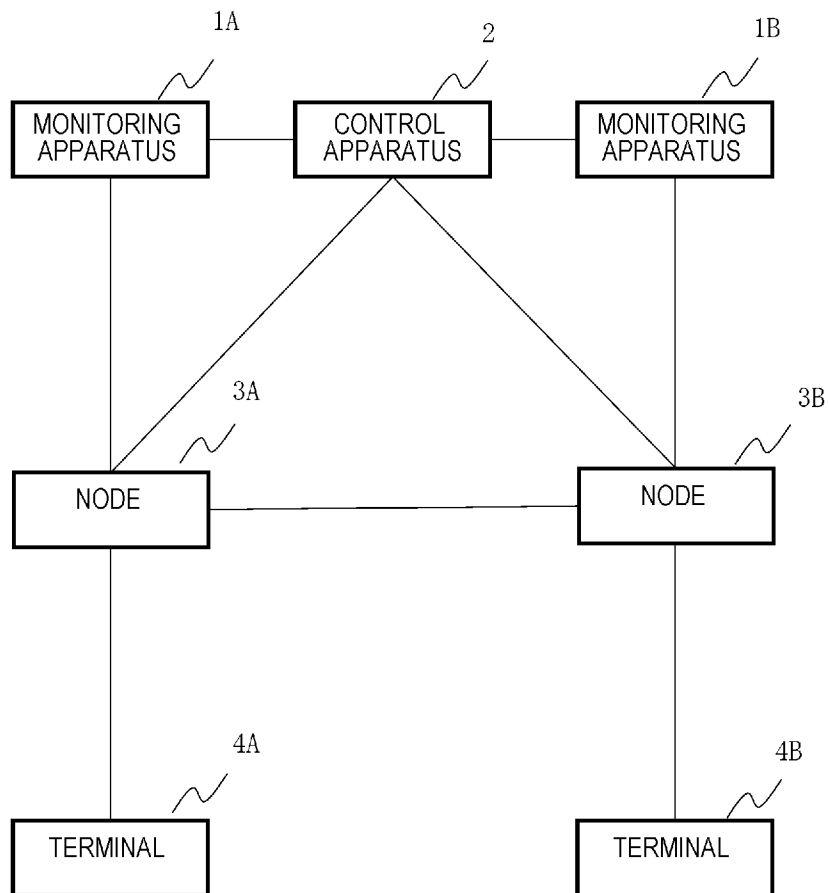 1A
2
1B
MONITORING
APPARATUS
CONTROL
APPARATUS
MONITORING
APPARATUS
3A
3B
NODE
NODE
4A
4B
TERMINAL
TERMINAL